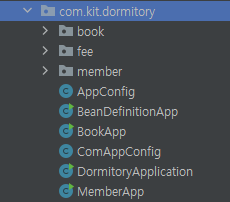 com.kit.dormitory
book
fee
member
AppConfig
BeanDefinitionApp
BookApp
ComAppConfig
DormitoryApplication
MemberApp